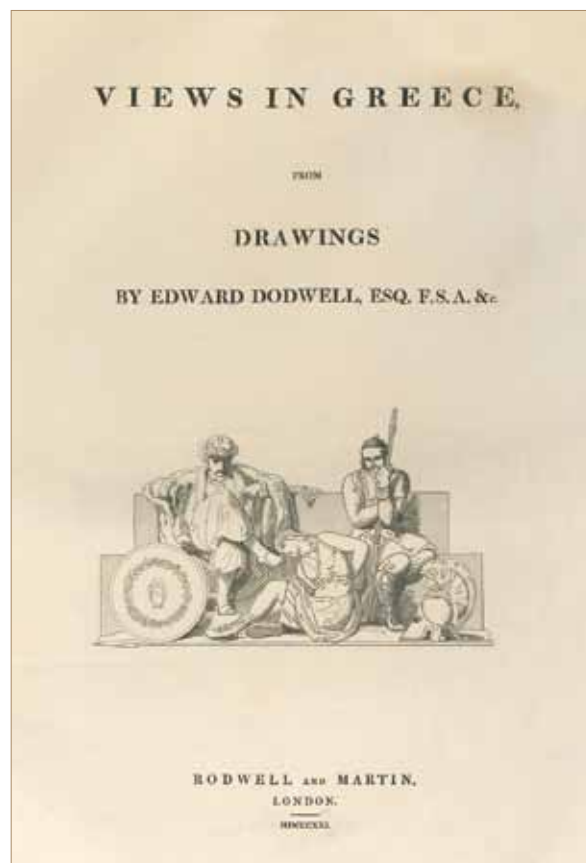 VIEWS IN GREECE,
FROM
DRAWINGS
BY EDWARD DODWELL, ESQ. F.S.A. &c.
RODWELL AND MARTIN,
LONDON.